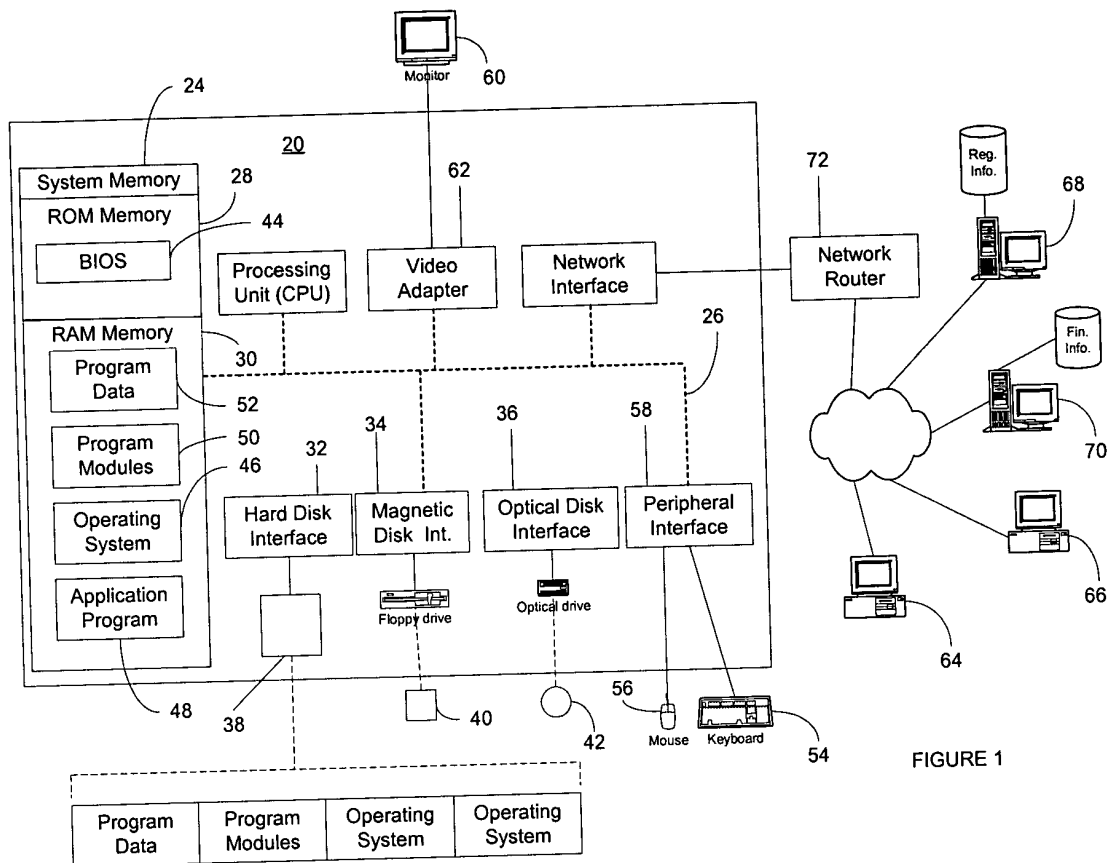 Monitor
60
24
20
System Memory
28
ROM Memory
44
BIOS
62
72
Reg.
Info.
68
Processing
Unit (CPU)
Video
Adapter
Network
Interface
Network
Router
RAM Memory
30
26
Fin.
Info.
Program
Data
52
34
36
58
70
Program
Modules
50
46
32
Hard Disk
Interface
Magnetic
Disk Int.
Optical Disk
Interface
Peripheral
Interface
Operating
System
66
Application
Program
Floppy drive
Optical drive
64
48
38
40
42
56
Mouse
Keyboard
54
FIGURE 1
Program
Data
Program
Modules
Operating
System
Operating
System